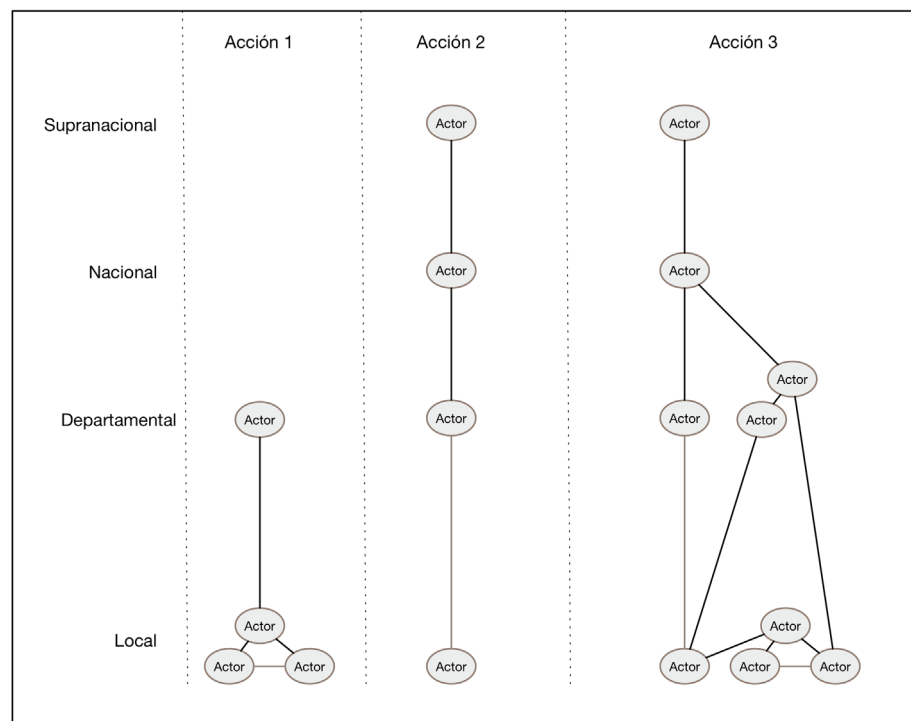 Acción 1 Acción 2 Acción 3
Supranacional Actor Actor
Nacional Actor Actor
Actor
Departamental Actor Actor Actor Actor
Local Actor Actor
Actor Actor Actor Actor Actor Actor